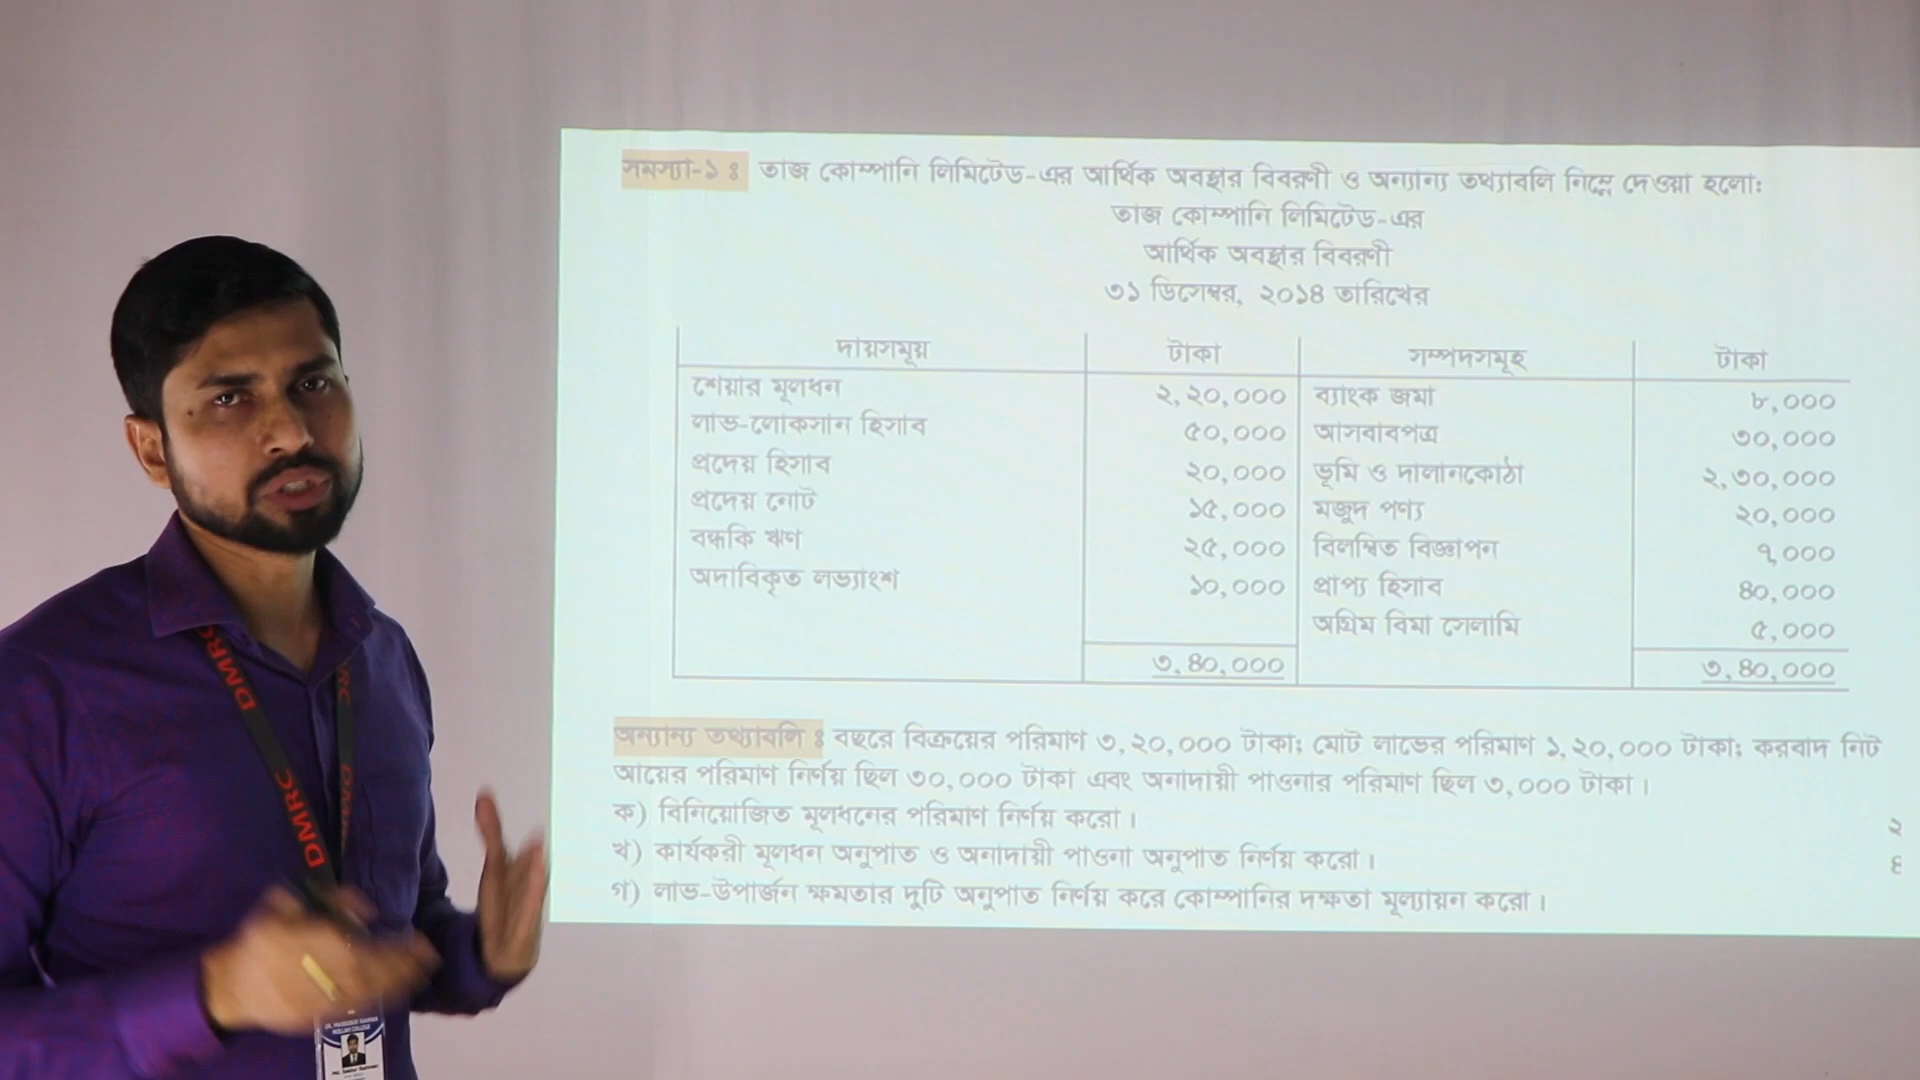 সমস্যা-১ : তাজ কোম্পানি লিমিটেড-এর আর্থিক অবস্থার বিবরণী ও অন্যান্য তথ্যাবলি নিম্নে দেওয়া হলো:
তাজ কোম্পানি লিমিটেড-এর
আর্থিক অবস্থার বিবরণী
৩১ ডিসেম্বর, ২০১৪ তারিখের
দায়সমূয় টাকা সম্পদসমূহ টাকা
শেয়ার মূলধন ২,২০,০০০ ব্যাংক জমা ৮,০০০
লাভ-লোকসান হিসাব ৫০,০০০ আসবাবপত্র ৩০,০০০
প্রদেয় হিসাব ২০,০০০ ভূমি ও দালানকোঠা ২,৩০,০০০
প্রদেয় নোট ১৫,০০০ মজুদ পণ্য ২০,০০০
বন্ধকি ঋণ ২৫,০০০ বিলম্বিত বিজ্ঞাপন ৭,০০০
অদাবিকৃত লভ্যাংশ ১০,০০০ প্রাপ্য হিসাব ৪০,০০০
অগ্রিম বিমা সেলামি ৫,০০০
৩,৪০,০০০ ৩,৪০,০০০
অন্যান্য তথ্যাবলি : বছরে বিক্রয়ের পরিমাণ ৩,২০,০০০ টাকা; মোট লাভের পরিমাণ ১,২০,০০০ টাকা; করবাদ নিট
আয়ের পরিমাণ নির্ণয় ছিল ৩০,০০০ টাকা এবং অনাদায়ী পাওনার পরিমাণ ছিল ৩,০০০ টাকা।
ক) বিনিয়োজিত মূলধনের পরিমাণ নির্ণয় করো। ২
খ) কার্যকরী মূলধন অনুপাত ও অনাদায়ী পাওনা অনুপাত নির্ণয় করো। ৪
গ) লাভ-উপার্জন ক্ষমতার দুটি অনুপাত নির্ণয় করে কোম্পানির দক্ষতা মূল্যায়ন করো।
DMRC
DMRC